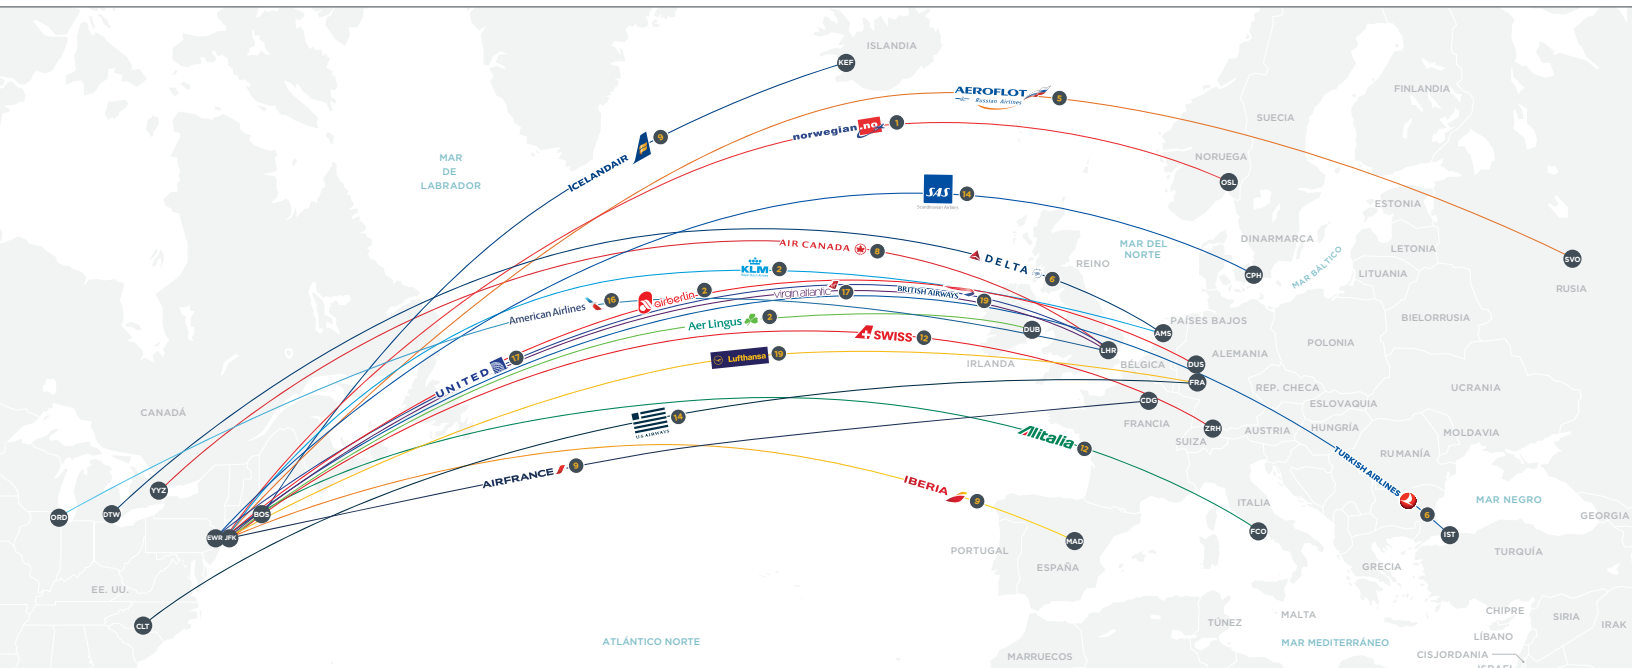 ISLANDIA
KEF
FINLANDIA
AEROFLOT
Russian Airlines
5
SUECIA
norwegian
.no
1
9
ICELANDAIR
MAR
DE
LABRADOR
NORUEGA
OSL
SAS
Scandinavian Airlines
14
ESTONIA
DINARMARCA
LETONIA
MAR DEL
NORTE
AIR CANADA
8
DELTA
6
REINO
MAR BÁLTICO
LITUANIA
SVO
RUSIA
KLM
2
CPH
American Airlines
16
airberlin
2
virgin atlantic
17
BRITISH AIRWAYS
19
PAÍSES BAJOS
BIELORRUSIA
Aer Lingus
2
DUB
AMS
SWISS
12
LHR
POLONIA
ALEMANIA
UNITED
17
Lufthansa
19
IRLANDA
BÉLGICA
DUS
FRA
REP. CHECA
UCRANIA
CDG
ESLOVAQUIA
CANADÁ
US AIRWAYS
14
FRANCIA
ZRH
SUIZA
AUSTRIA
HUNGRÍA
MOLDAVIA
Alitalia
12
RUMANÍA
TURKISH AIRLINES
AIRFRANCE
9
IBERIA
9
YYZ
ORD
DTW
BOS
ITALIA
MAR NEGRO
6
GEORGIA
EWR
JFK
FCO
IST
MAD
PORTUGAL
ESPAÑA
TURQUÍA
GRECIA
EE. UU.
CLT
TÚNEZ
MALTA
CHIPRE
SIRIA
IRAK
ATLÁNTICO NORTE
MAR MEDITERRÁNEO
LÍBANO
MARRUECOS
CISJORDANIA
ISRAEL